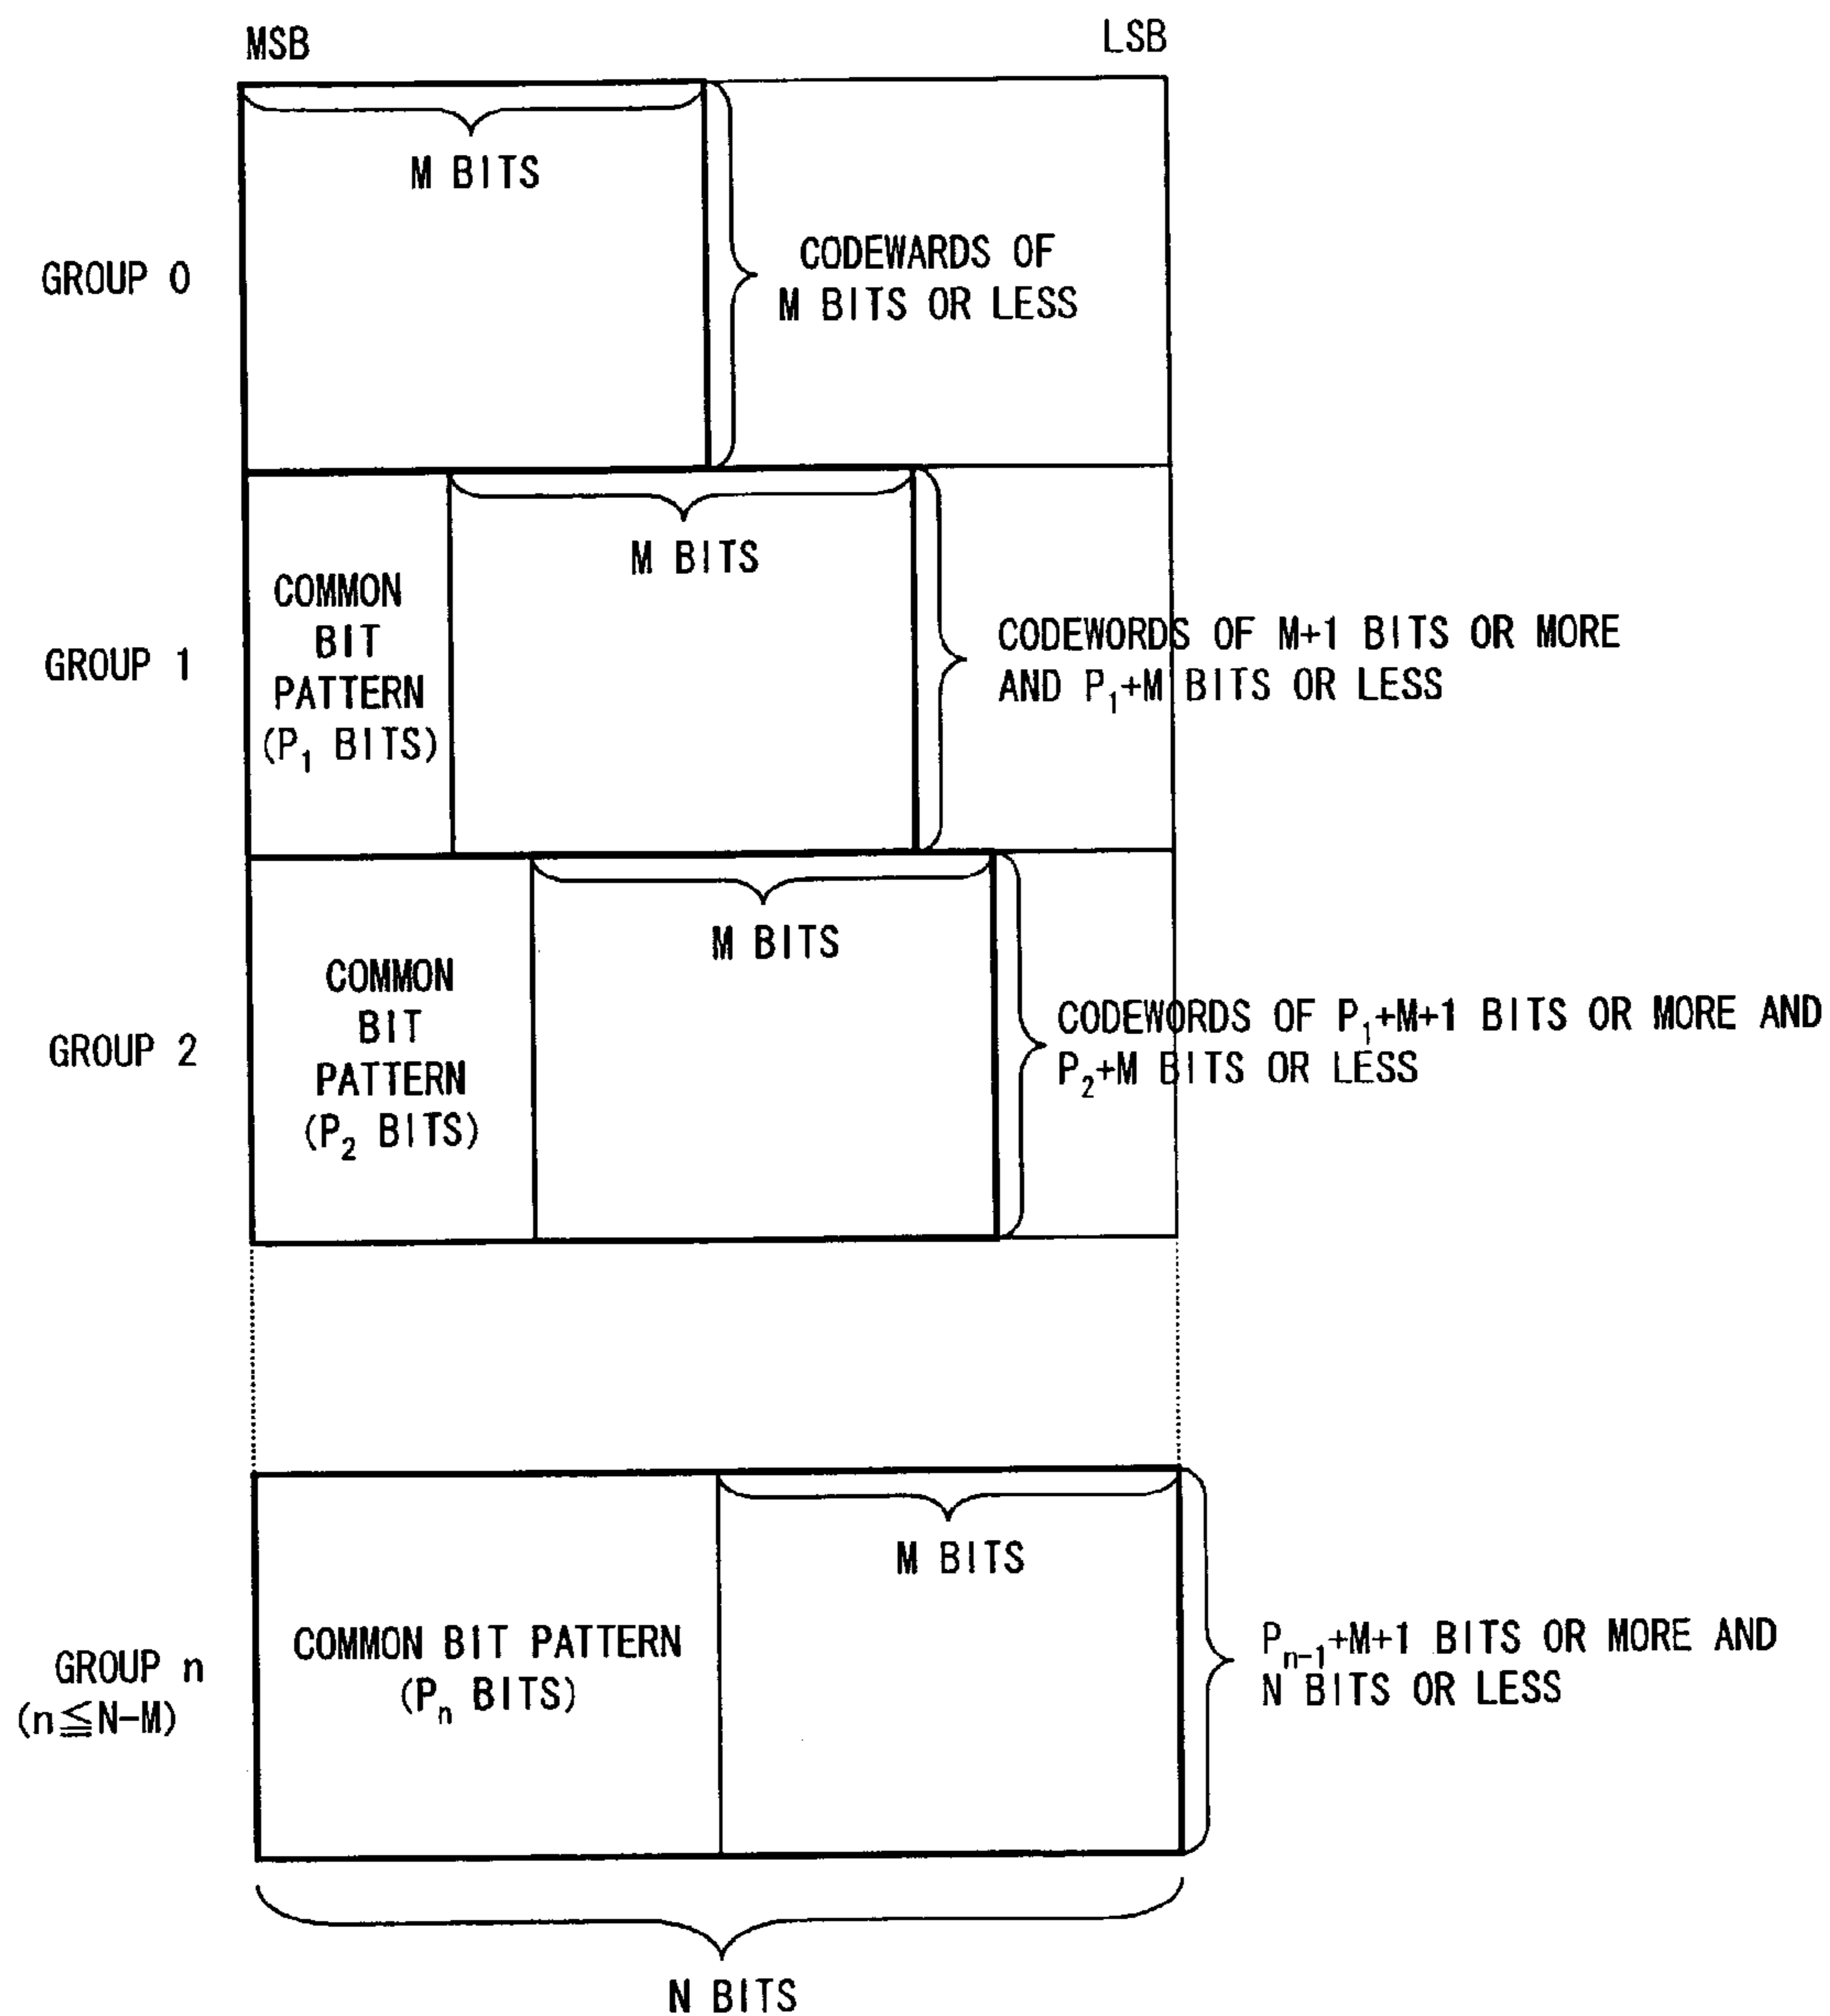 MSB
LSB
M BITS
GROUP 0
CODEWARDS OF
M BITS OR LESS
M BITS
COMMON
BIT
PATTERN
(P₁ BITS)
GROUP 1
CODEWORDS OF M+1 BITS OR MORE
AND P₁+M BITS OR LESS
M BITS
COMMON
BIT
PATTERN
(P₂ BITS)
GROUP 2
CODEWORDS OF P₁+M+1 BITS OR MORE AND
P₂+M BITS OR LESS
M BITS
GROUP n
(n≦N-M)
COMMON BIT PATTERN
(Pₙ BITS)
Pₙ₋₁+M+1 BITS OR MORE AND
N BITS OR LESS
N BITS